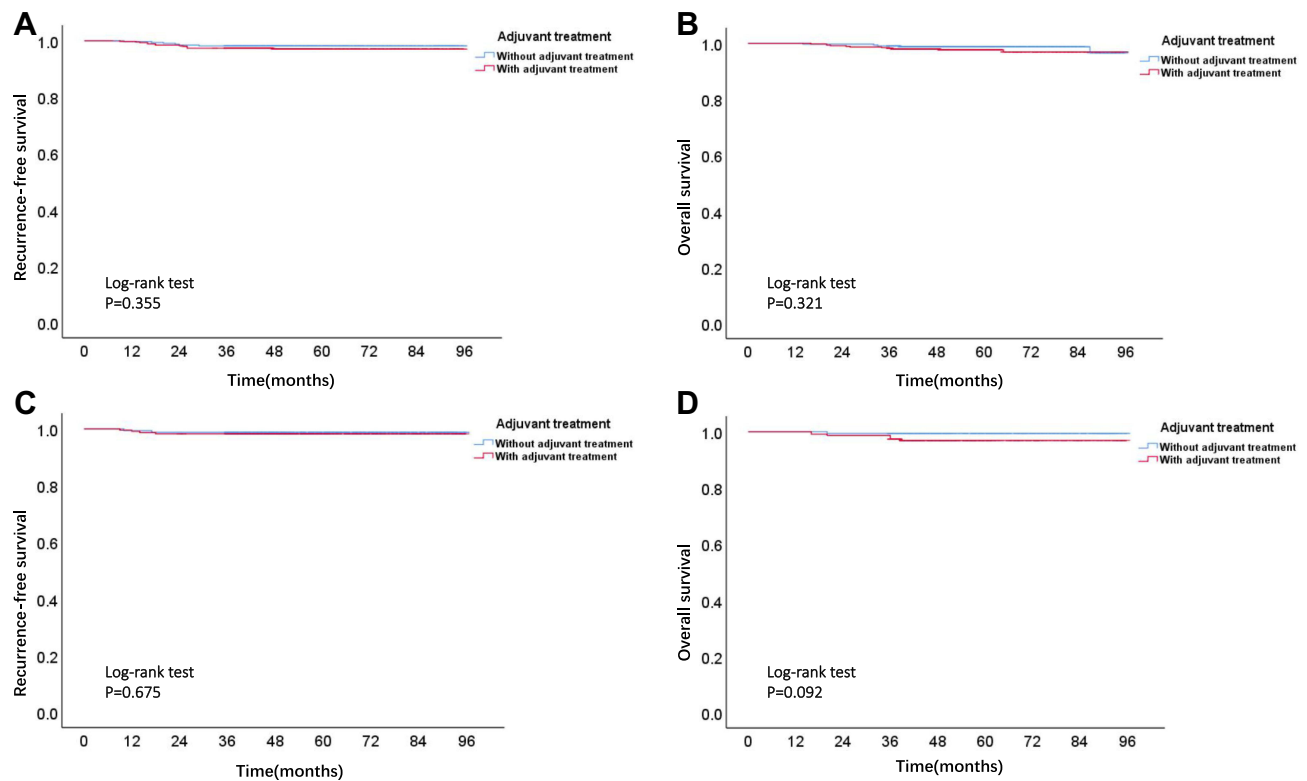 A
Adjuvant treatment
Without adjuvant treatment
With adjuvant treatment
Recurrence-free survival
1.0
0.8
0.6
0.4
0.2
0.0
Log-rank test
P=0.355
0 12 24 36 48 60 72 84 96
Time(months)
B
Adjuvant treatment
Without adjuvant treatment
With adjuvant treatment
Overall survival
1.0
0.8
0.6
0.4
0.2
0.0
Log-rank test
P=0.321
0 12 24 36 48 60 72 84 96
Time(months)
C
Adjuvant treatment
Without adjuvant treatment
With adjuvant treatment
Recurrence-free survival
1.0
0.8
0.6
0.4
0.2
0.0
Log-rank test
P=0.675
0 12 24 36 48 60 72 84 96
Time(months)
D
Adjuvant treatment
Without adjuvant treatment
With adjuvant treatment
Overall survival
1.0
0.8
0.6
0.4
0.2
0.0
Log-rank test
P=0.092
0 12 24 36 48 60 72 84 96
Time(months)